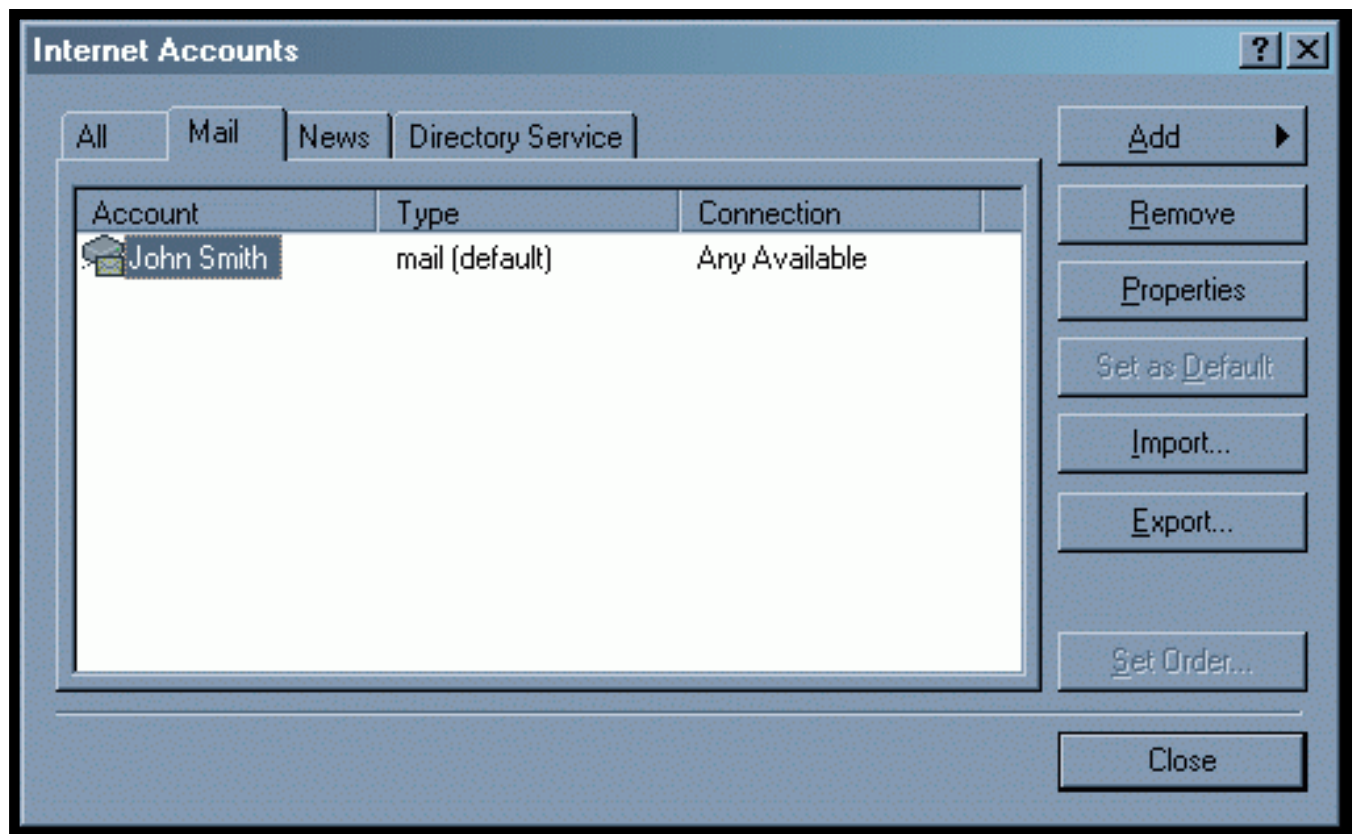 Internet Accounts
All Mail News Directory Service
Account Type Connection
John Smith mail (default) Any Available
Add
Remove
Properties
Set as Default
Import...
Export...
Set Order...
Close